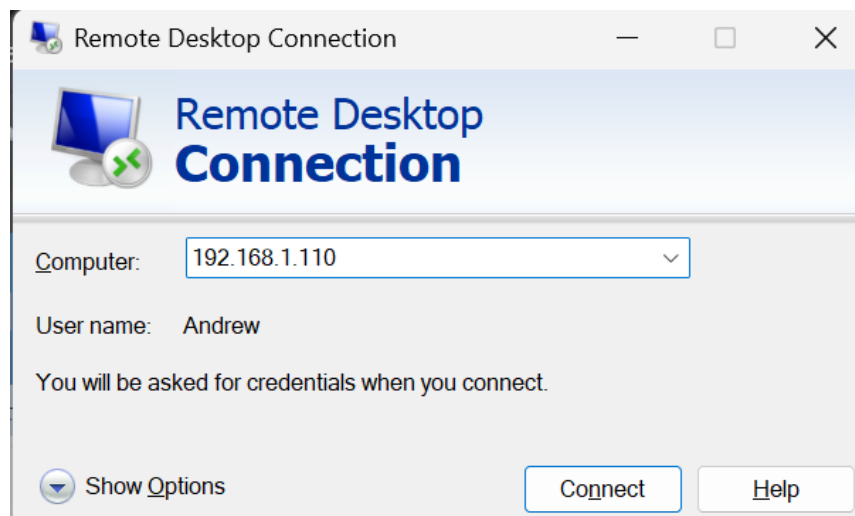 Remote Desktop Connection
Remote Desktop
Connection
Computer: 192.168.1.110
User name: Andrew
You will be asked for credentials when you connect.
Show Options Connect Help